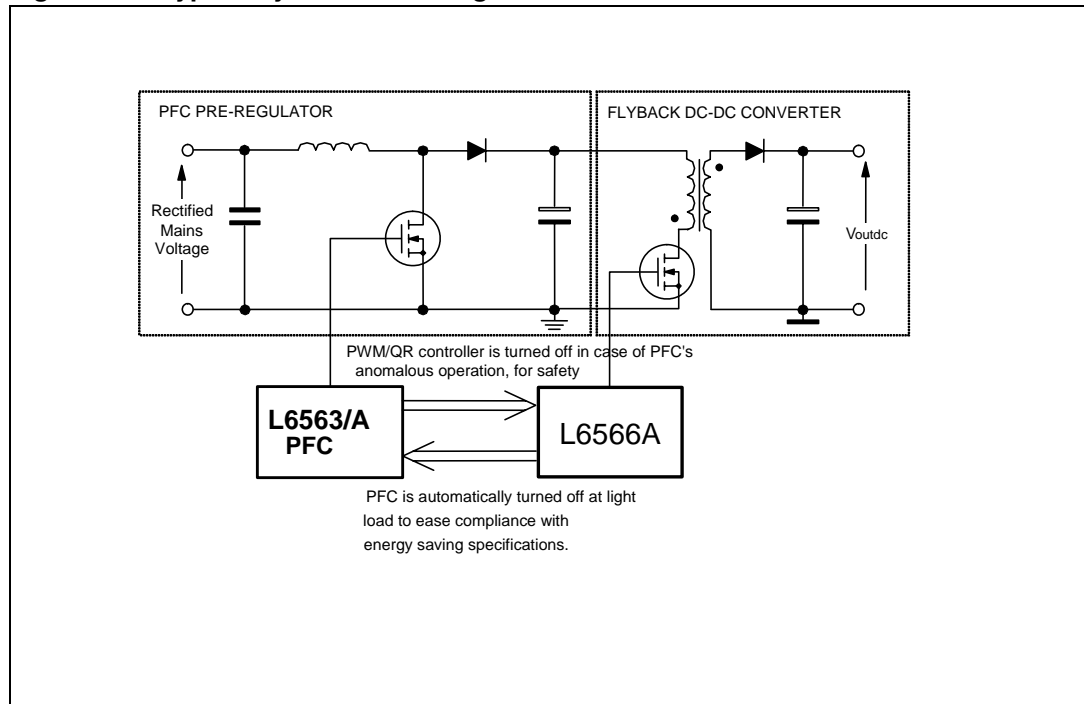 PFC PRE-REGULATOR
FLYBACK DC-DC CONVERTER
Rectified
Mains
Voltage
Voutdc
PWM/QR controller is turned off in case of PFC's
anomalous operation, for safety
L6563/A
PFC
L6566A
PFC is automatically turned off at light
load to ease compliance with
energy saving specifications.